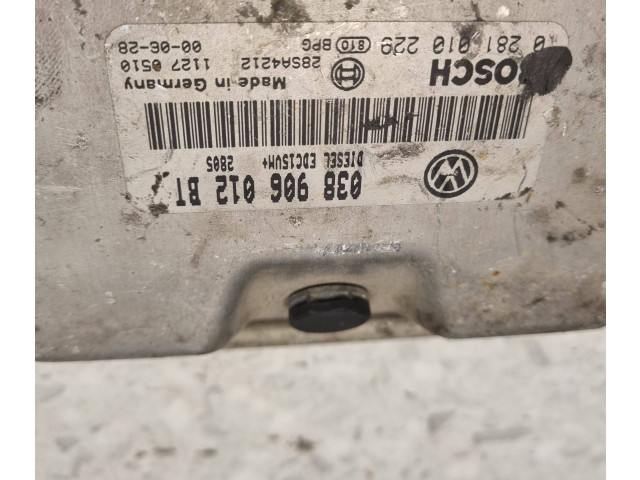 038 906 012 BT
DIESEL EDC15VM+ 2805
BOSCH
Made in Germany
0 281 010 229 810 BPG
28SA4212
1127 0510
00-06-28